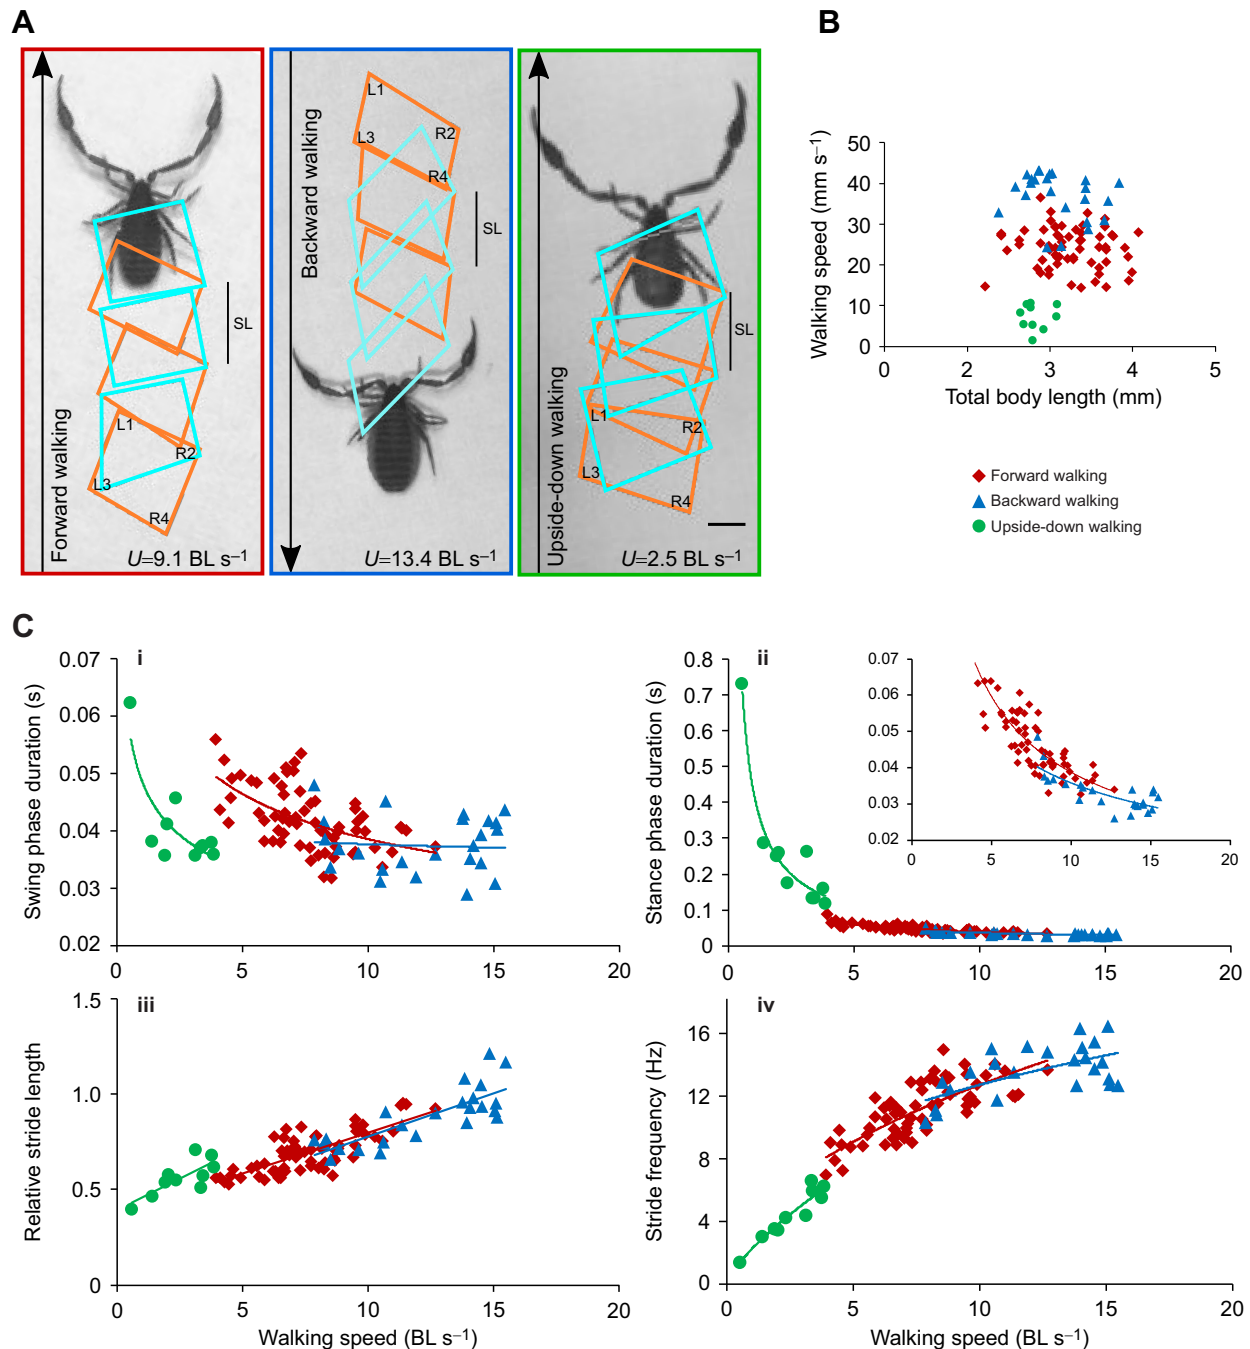 A
B
Forward walking
L1
R2
L3
R4
SL
U=9.1 BL s−1
Backward walking
L1
L3
R2
R4
SL
U=13.4 BL s−1
Upside-down walking
SL
L1
R2
L3
R4
U=2.5 BL s−1
Walking speed (mm s−1)
50
40
30
20
10
0
0
1
2
3
4
5
Total body length (mm)
Forward walking
Backward walking
Upside-down walking
C
i
Swing phase duration (s)
0.07
0.06
0.05
0.04
0.03
0.02
0
5
10
15
20
ii
Stance phase duration (s)
0.8
0.7
0.6
0.5
0.4
0.3
0.2
0.1
0
0
5
10
15
20
0.07
0.06
0.05
0.04
0.03
0.02
0
5
10
15
20
iii
Relative stride length
1.5
1.0
0.5
0
0
5
10
15
20
Walking speed (BL s−1)
iv
Stride frequency (Hz)
16
12
8
4
0
0
5
10
15
20
Walking speed (BL s−1)